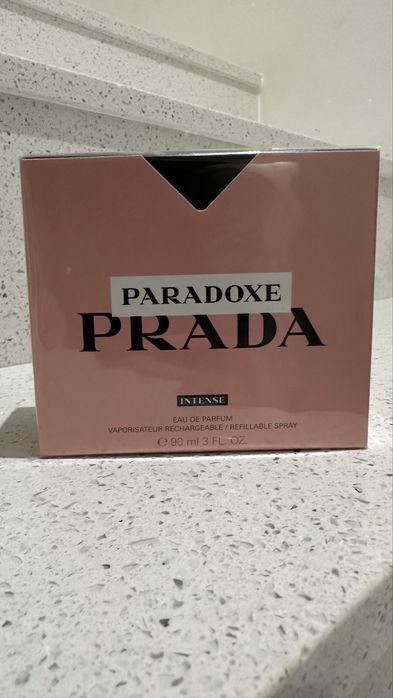 PARADOXE
PRADA
INTENSE
EAU DE PARFUM
VAPORISATEUR RECHARGEABLE / REFILLABLE SPRAY
℮ 90 ml 3 FL. OZ.